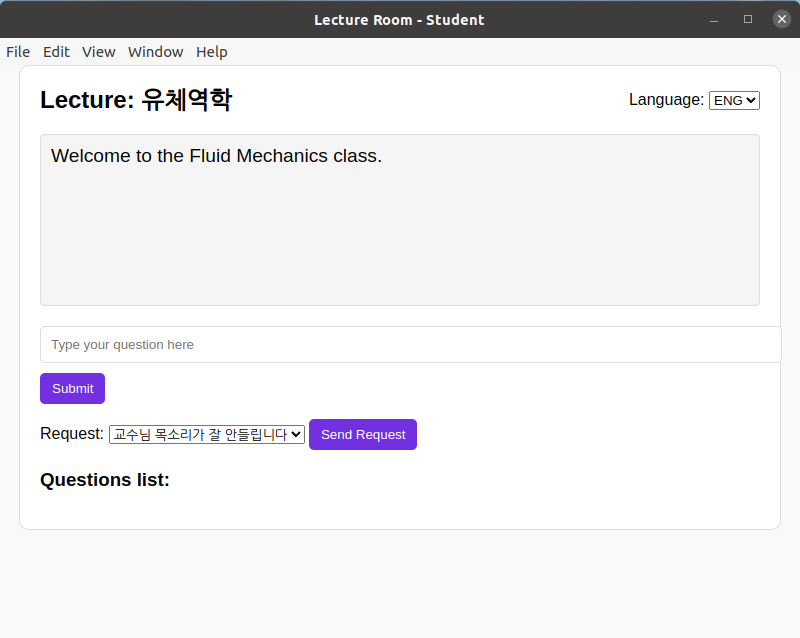 Lecture Room - Student
File Edit View Window Help
Lecture: 유체역학
Language: ENG
Welcome to the Fluid Mechanics class.
Type your question here
Submit
Request: 교수님 목소리가 잘 안들립니다 Send Request
Questions list: